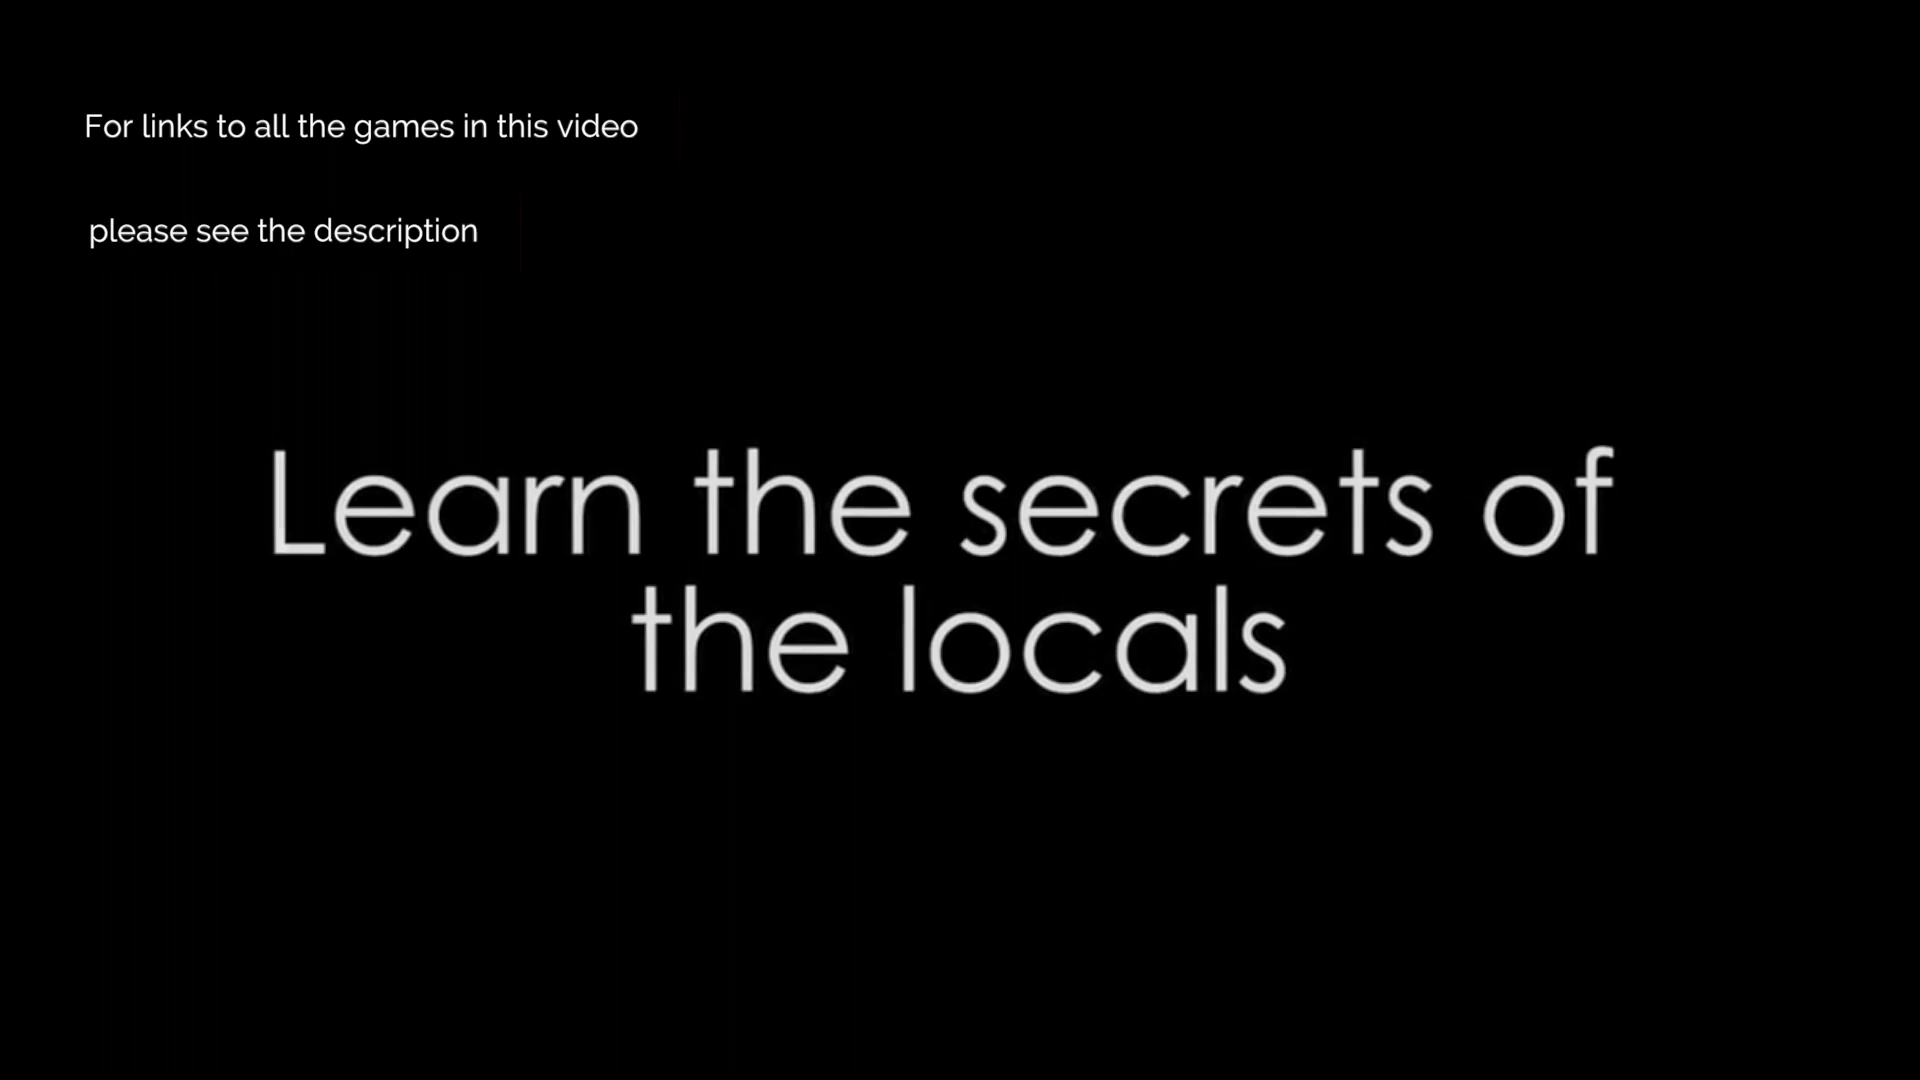 For links to all the games in this video
please see the description
Learn the secrets of
the locals